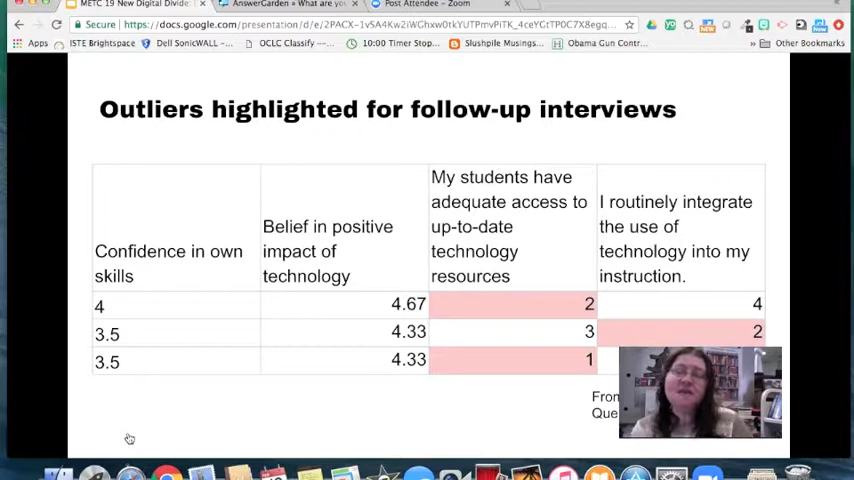 METC 19 New Digital Divide:
AnswerGarden » What are you
Post Attendee - Zoom
Secure
https://docs.google.com/presentation/d/e/2PACX-1vSA4Kw2iWGhxw0tkYUTPmvPiTK_4ceYGtTP0C7X8gegq...
Apps
ISTE Brightspace
Dell SonicWALL...
OCLC Classify —...
10:00 Timer Stop...
Slushpile Musings...
Obama Gun Contr...
»
Other Bookmarks
Outliers highlighted for follow-up interviews
Confidence in own
skills
Belief in positive
impact of
technology
My students have
adequate access to
up-to-date
technology
resources
I routinely integrate
the use of
technology into my
instruction.
4
4.67
2
4
3.5
4.33
3
2
3.5
4.33
1
From
Que